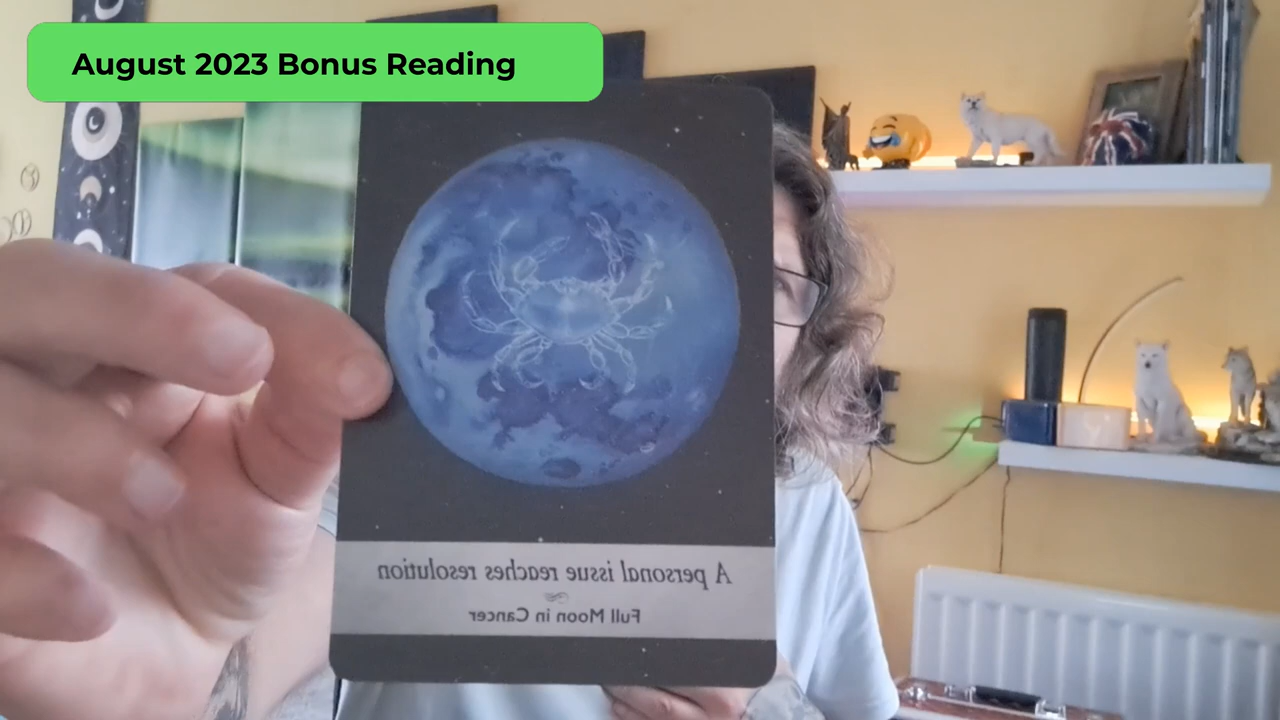 August 2023 Bonus Reading
A personal issue reaches resolution
Full Moon in Cancer